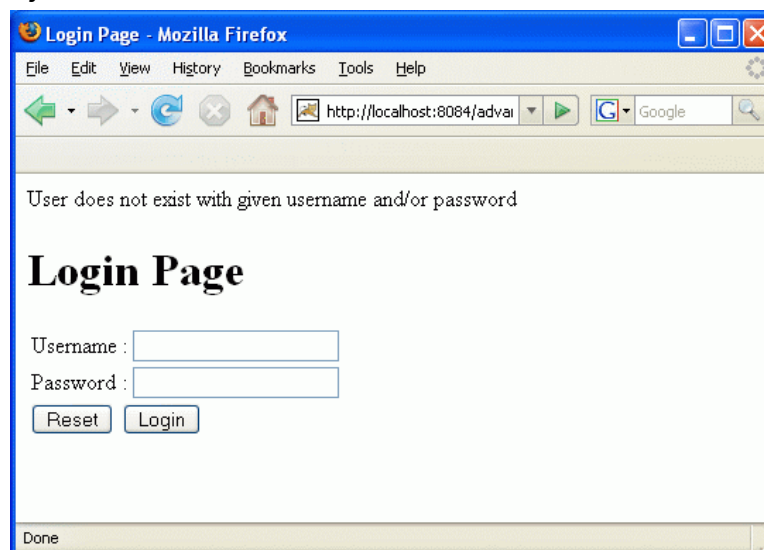 Login Page - Mozilla Firefox
File Edit View History Bookmarks Tools Help
http://localhost:8084/advar G Google
User does not exist with given username and/or password
Login Page
Username :
Password :
Reset Login
Done